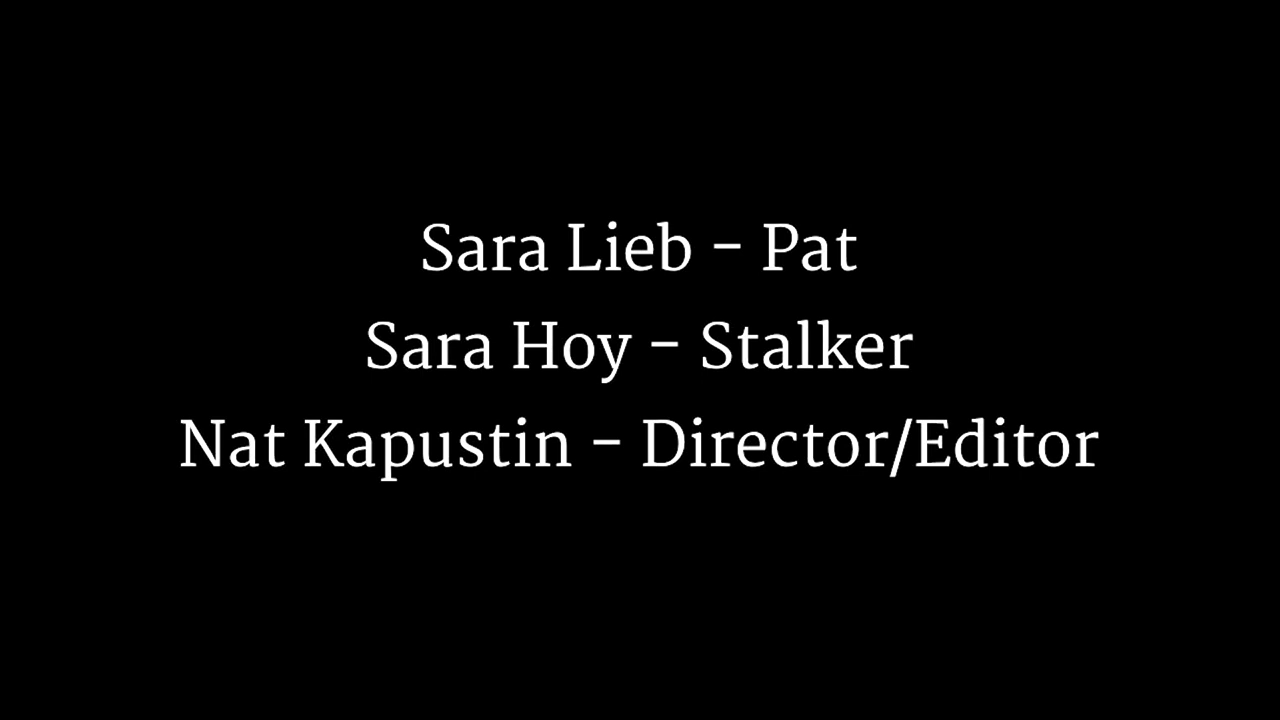 Sara Lieb - Pat
Sara Hoy - Stalker
Nat Kapustin - Director/Editor